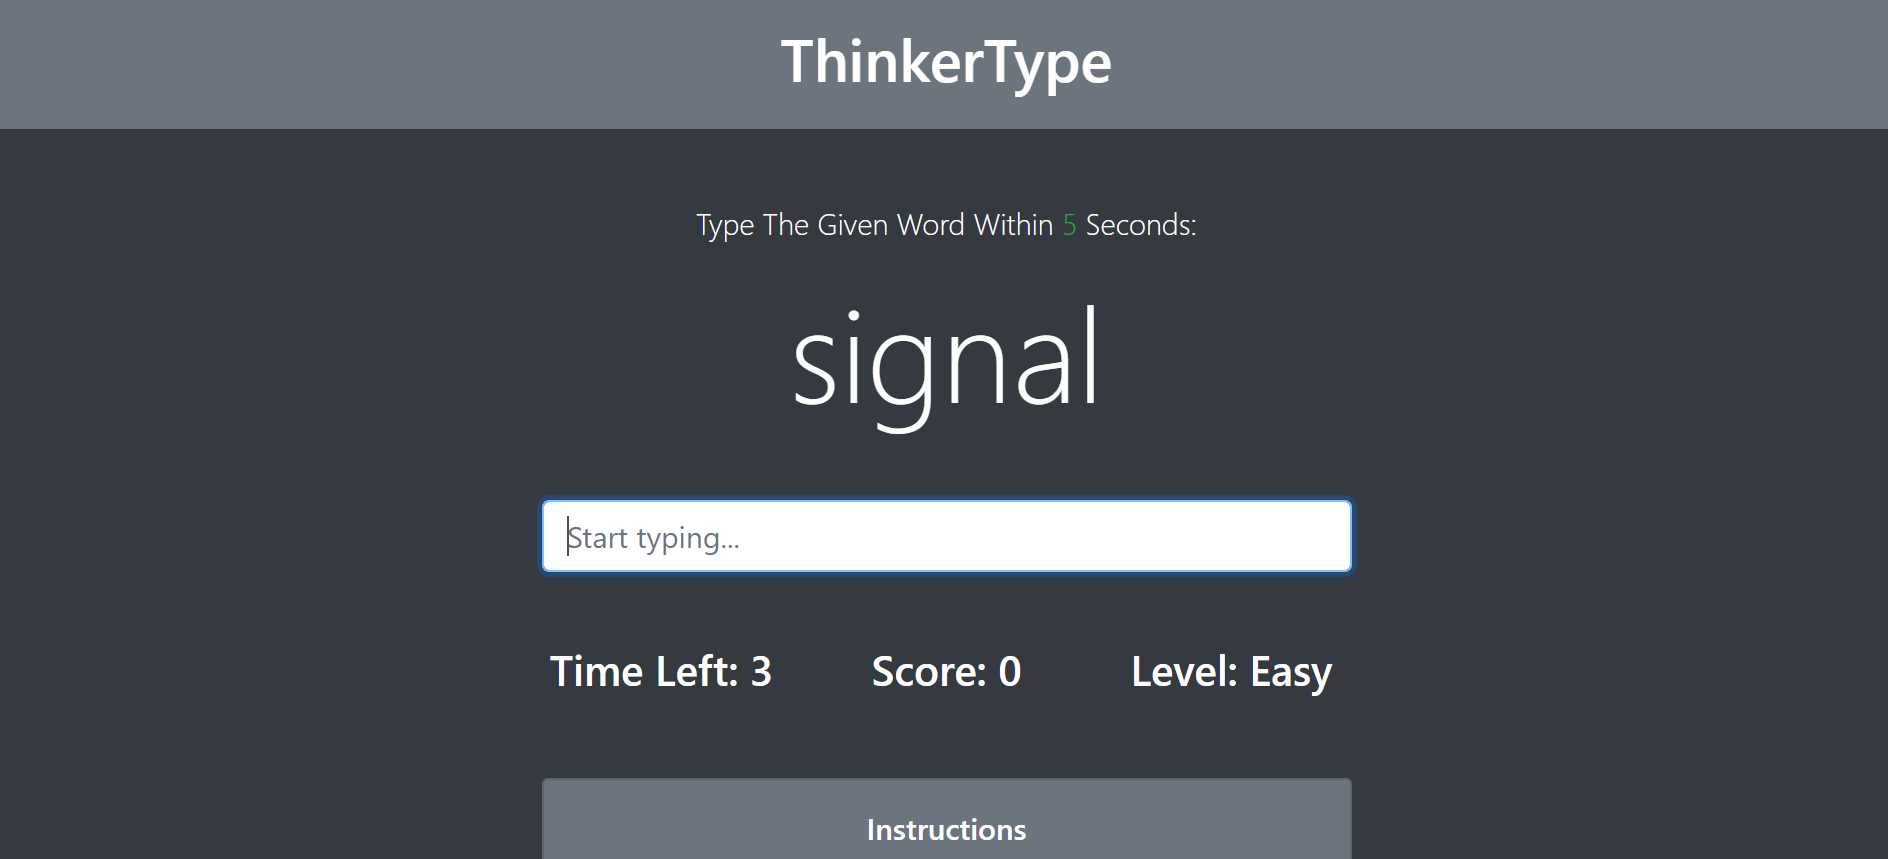 ThinkerType
Type The Given Word Within 5 Seconds:
signal
Start typing...
Time Left: 3 Score: 0 Level: Easy
Instructions